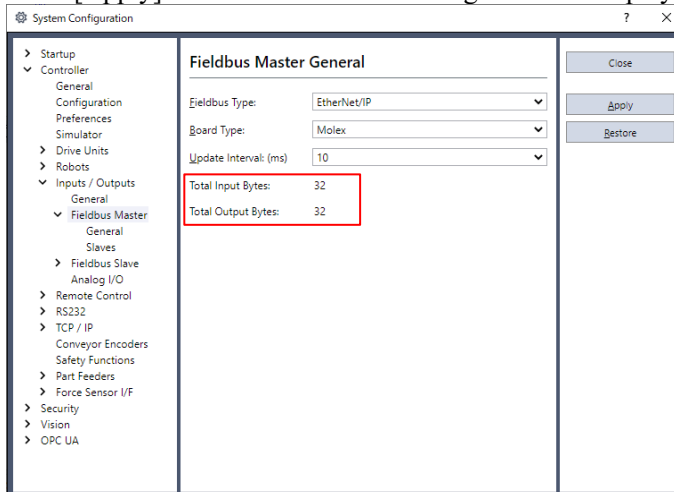 [Apply]
System Configuration
? ×
Startup
Controller
General
Configuration
Preferences
Simulator
Drive Units
Robots
Inputs / Outputs
General
Fieldbus Master
General
Slaves
Fieldbus Slave
Analog I/O
Remote Control
RS232
TCP / IP
Conveyor Encoders
Safety Functions
Part Feeders
Force Sensor I/F
Security
Vision
OPC UA
Fieldbus Master General
Fieldbus Type: EtherNet/IP
Board Type: Molex
Update Interval: (ms) 10
Total Input Bytes: 32
Total Output Bytes: 32
Close
Apply
Restore